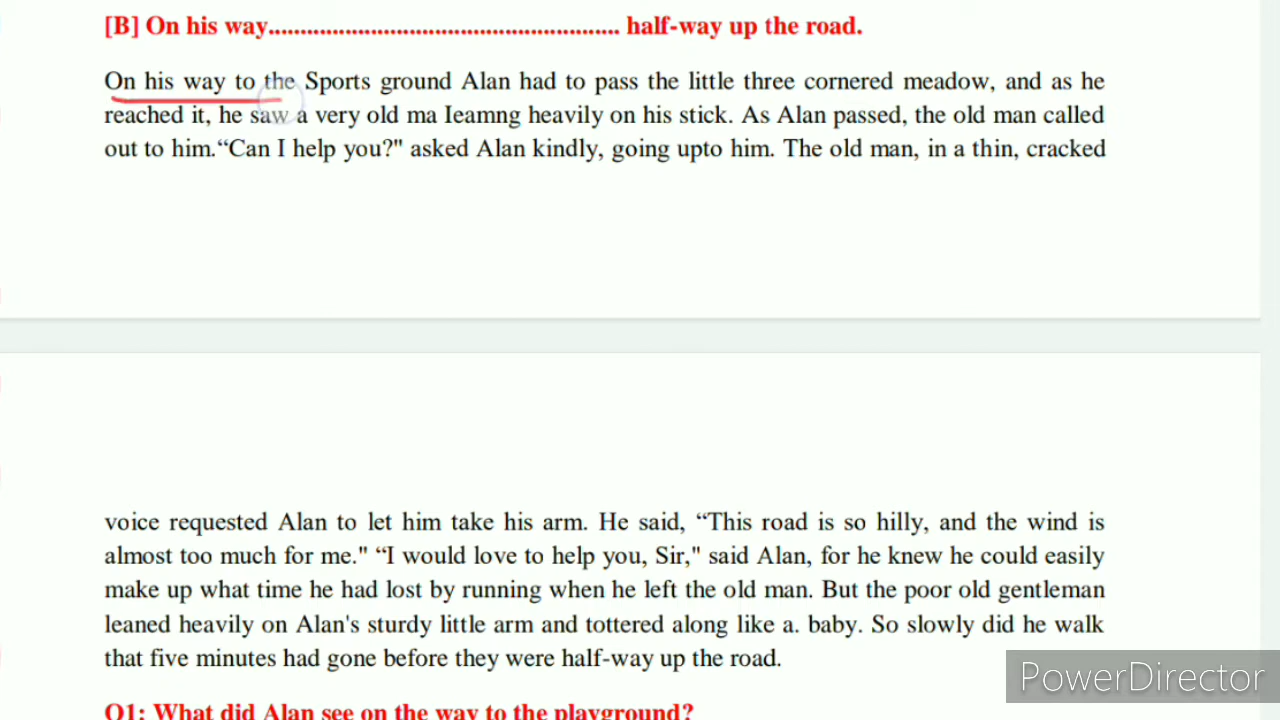 [B] On his way....................................................... half-way up the road.
On his way to the Sports ground Alan had to pass the little three cornered meadow, and as he
reached it, he saw a very old ma Ieamng heavily on his stick. As Alan passed, the old man called
out to him.“Can I help you?" asked Alan kindly, going upto him. The old man, in a thin, cracked
voice requested Alan to let him take his arm. He said, “This road is so hilly, and the wind is
almost too much for me." “I would love to help you, Sir," said Alan, for he knew he could easily
make up what time he had lost by running when he left the old man. But the poor old gentleman
leaned heavily on Alan's sturdy little arm and tottered along like a. baby. So slowly did he walk
that five minutes had gone before they were half-way up the road.
PowerDirector
Q1: What did Alan see on the way to the playground?